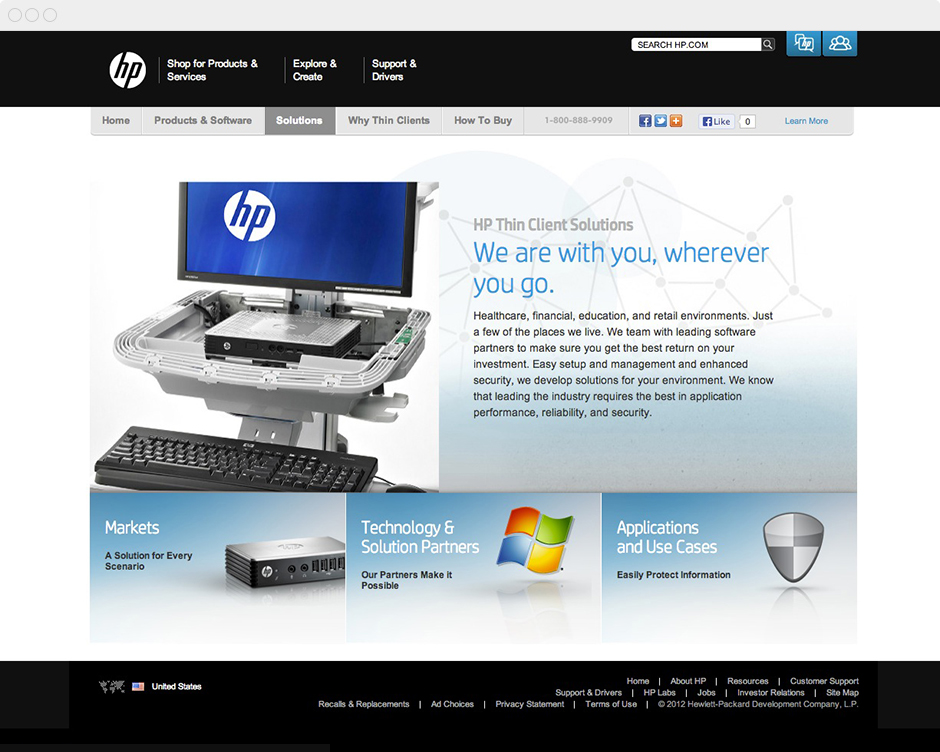 hp
Shop for Products &
Services
Explore &
Create
Support &
Drivers
SEARCH HP.COM
hp
Home
Products & Software
Solutions
Why Thin Clients
How To Buy
1-800-888-9909
Like
0
Learn More
hp
HP Thin Client Solutions
We are with you, wherever
you go.
Healthcare, financial, education, and retail environments. Just
a few of the places we live. We team with leading software
partners to make sure you get the best return on your
investment. Easy setup and management and enhanced
security, we develop solutions for your environment. We know
that leading the industry requires the best in application
performance, reliability, and security.
Markets
A Solution for Every
Scenario
hp
Technology &
Solution Partners
Our Partners Make it
Possible
Applications
and Use Cases
Easily Protect Information
United States
Home | About HP | Resources | Customer Support
Support & Drivers | HP Labs | Jobs | Investor Relations | Site Map
Recalls & Replacements | Ad Choices | Privacy Statement | Terms of Use | © 2012 Hewlett-Packard Development Company, L.P.